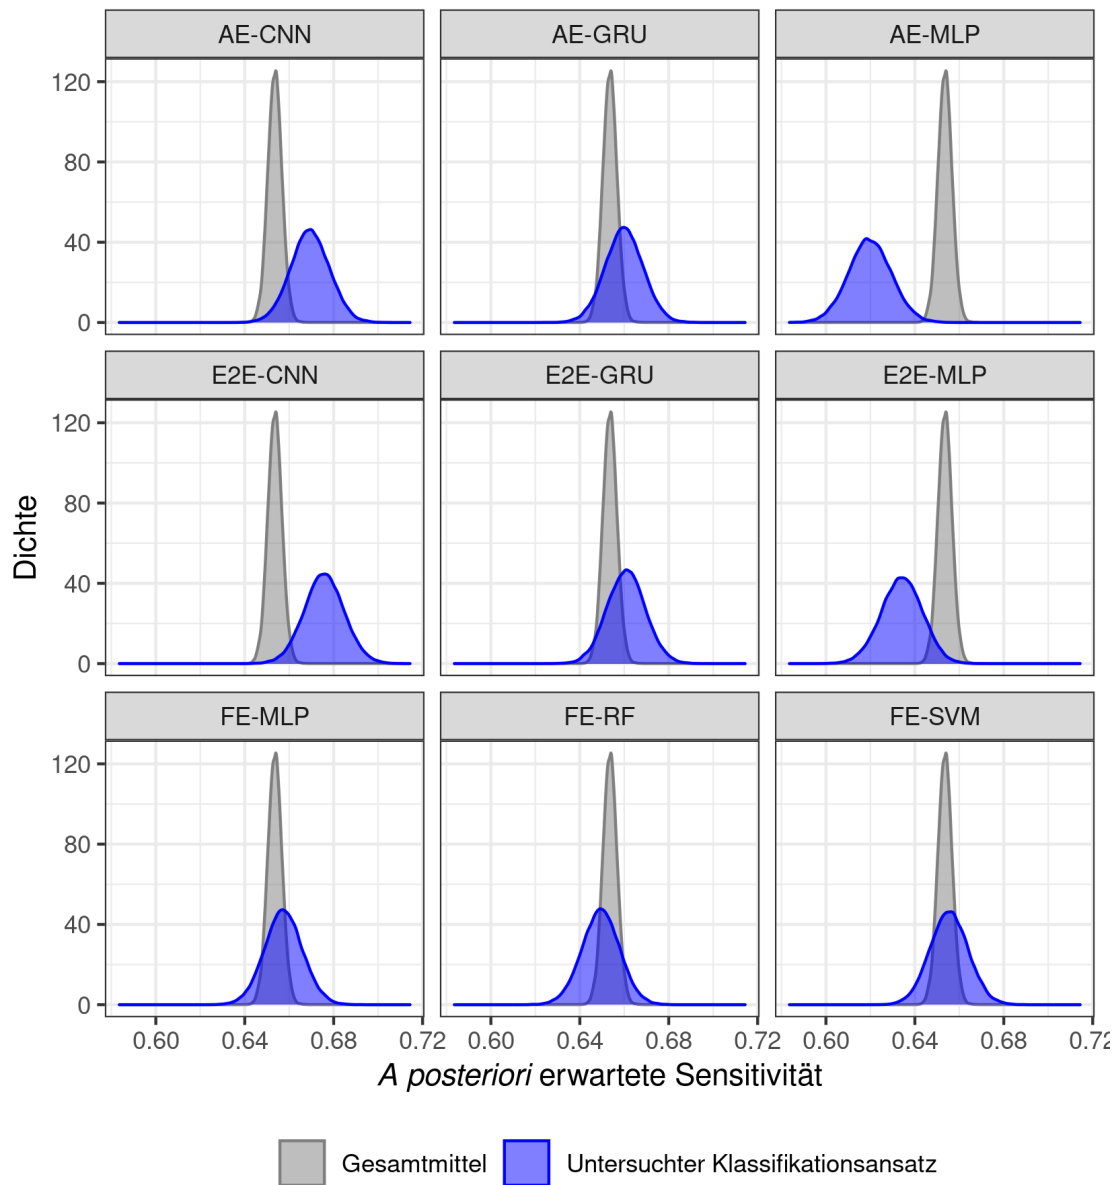 AE-CNN AE-GRU AE-MLP
120
80
40
0
E2E-CNN E2E-GRU E2E-MLP
120
80
40
0
Dichte
FE-MLP FE-RF FE-SVM
120
80
40
0
0.60 0.64 0.68 0.72 0.60 0.64 0.68 0.72 0.60 0.64 0.68 0.72
A posteriori erwartete Sensitivität
Gesamtmittel Untersuchter Klassifikationsansatz